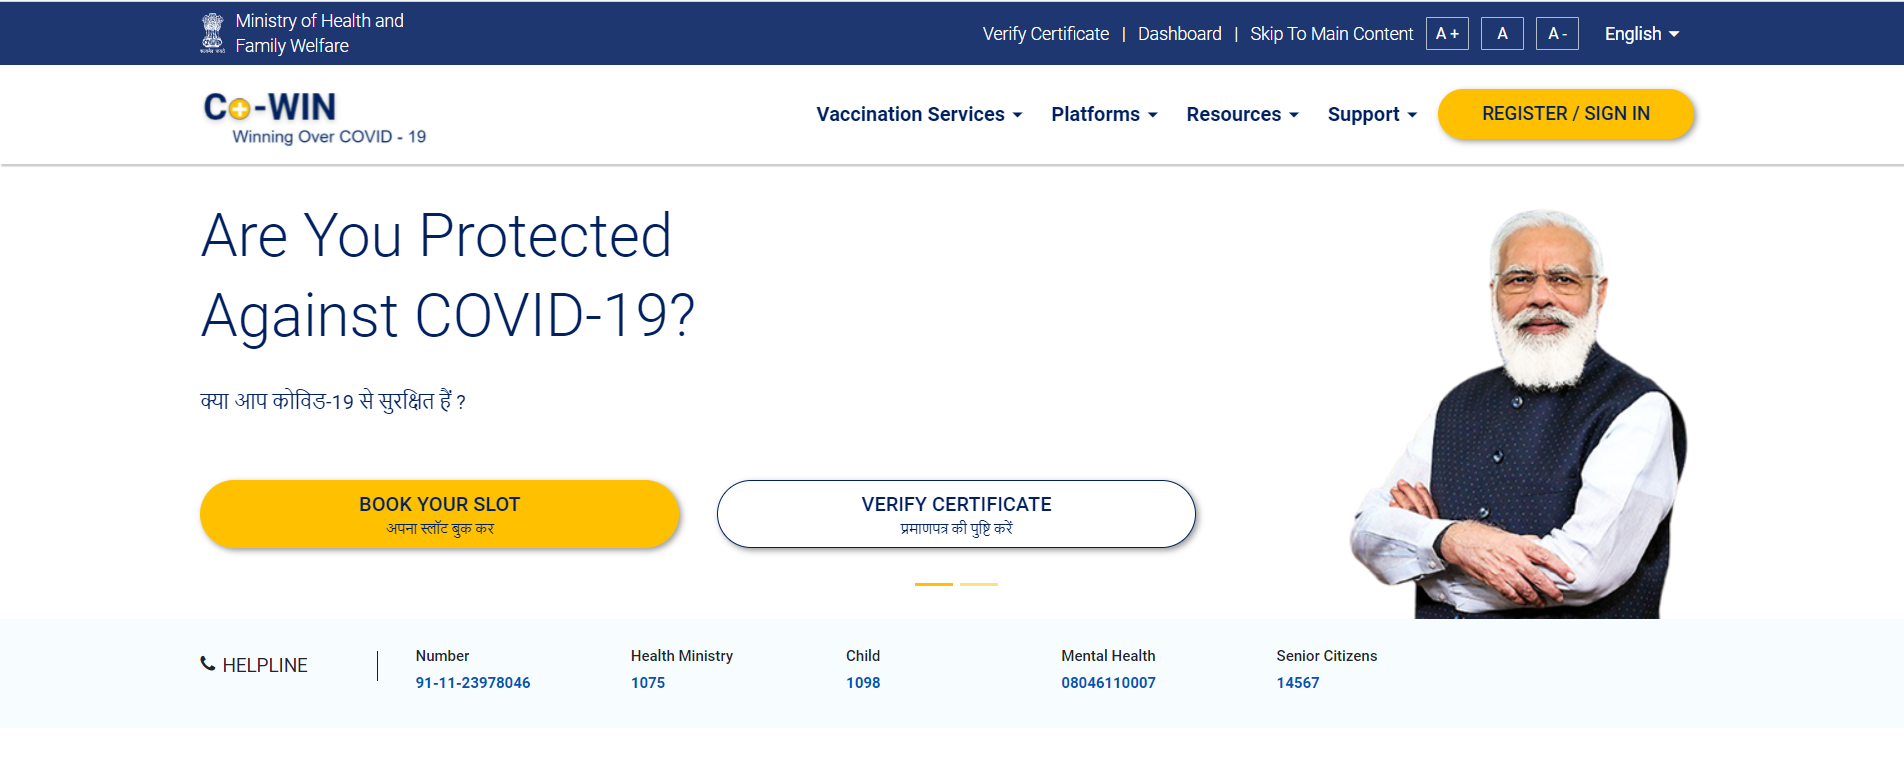 Ministry of Health and
Family Welfare
Verify Certificate | Dashboard | Skip To Main Content A + A A - English
Co-WIN
Winning Over COVID - 19
Vaccination Services Platforms Resources Support REGISTER / SIGN IN
Are You Protected
Against COVID-19?
क्या आप कोविड-19 से सुरक्षित हैं ?
BOOK YOUR SLOT
अपना स्लॉट बुक कर
VERIFY CERTIFICATE
प्रमाणपत्र की पुष्टि करें
HELPLINE
Number
91-11-23978046
Health Ministry
1075
Child
1098
Mental Health
08046110007
Senior Citizens
14567